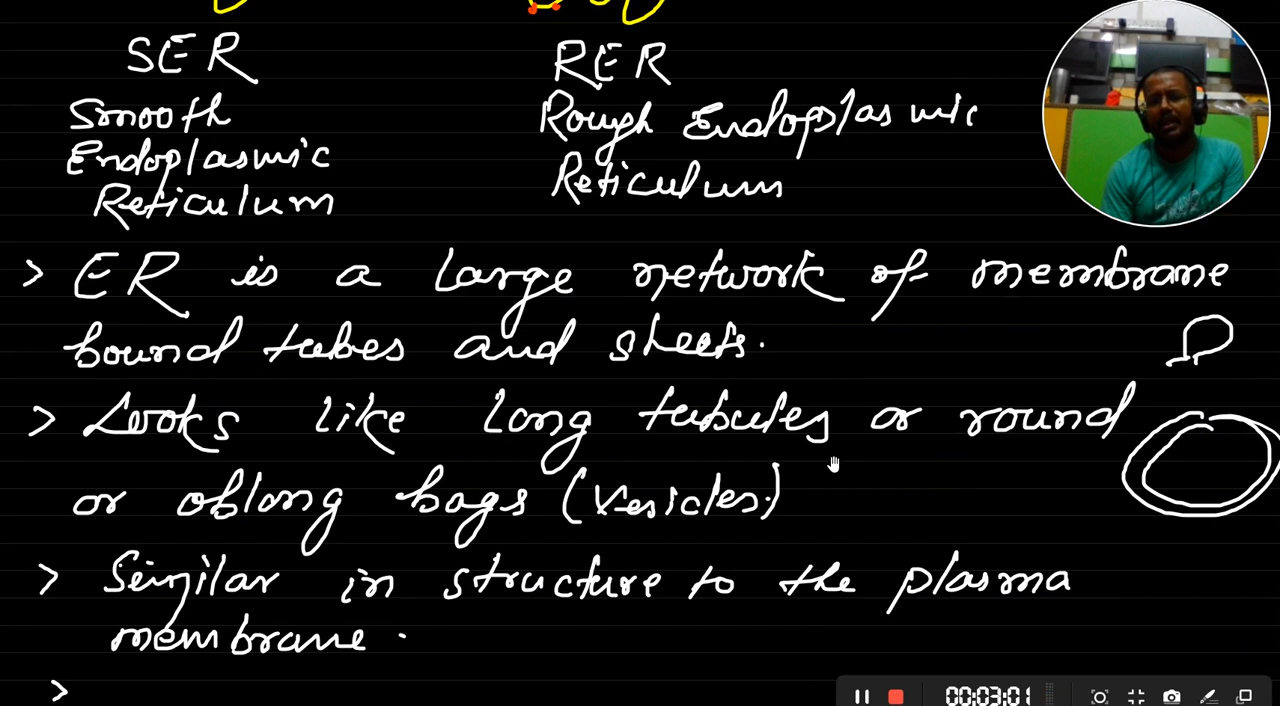 SER RER
Smooth Rough Endoplasmic
Endoplasmic Reticulum
Reticulum
> ER is a large network of membrane
bound tubes and sheets.
> Looks like long tubules or round
or oblong bags (vesicles.)
> Similar in structure to the plasma
membrane.
>
00:03:01